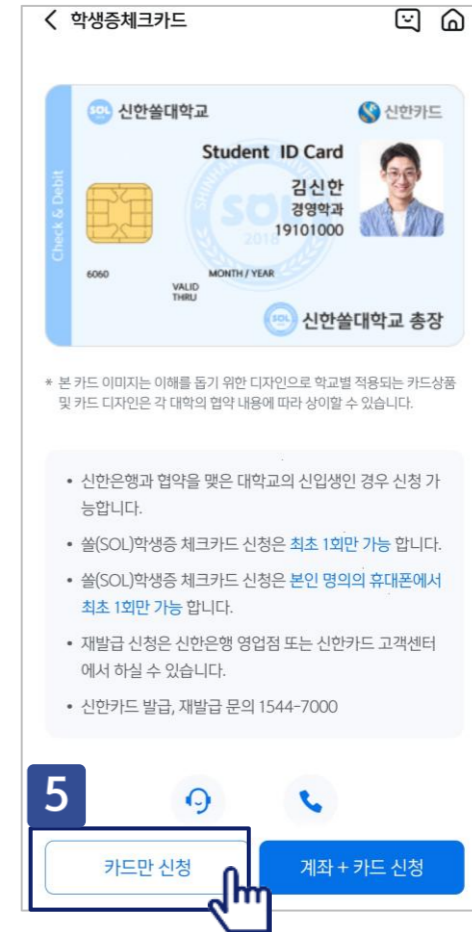 학생증체크카드
SOL 신한쏠대학교
신한카드
Check & Debit
Student ID Card
김신한
경영학과
19101000
SOL
2018
6060
MONTH / YEAR
VALID
THRU
SOL 신한쏠대학교 총장
* 본 카드 이미지는 이해를 돕기 위한 디자인으로 학교별 적용되는 카드상품
및 카드 디자인은 각 대학의 협약 내용에 따라 상이할 수 있습니다.
• 신한은행과 협약을 맺은 대학교의 신입생인 경우 신청 가
능합니다.
• 쏠(SOL)학생증 체크카드 신청은 최초 1회만 가능 합니다.
• 쏠(SOL)학생증 체크카드 신청은 본인 명의의 휴대폰에서
최초 1회만 가능 합니다.
• 재발급 신청은 신한은행 영업점 또는 신한카드 고객센터
에서 하실 수 있습니다.
• 신한카드 발급, 재발급 문의 1544-7000
5
카드만 신청
계좌 + 카드 신청